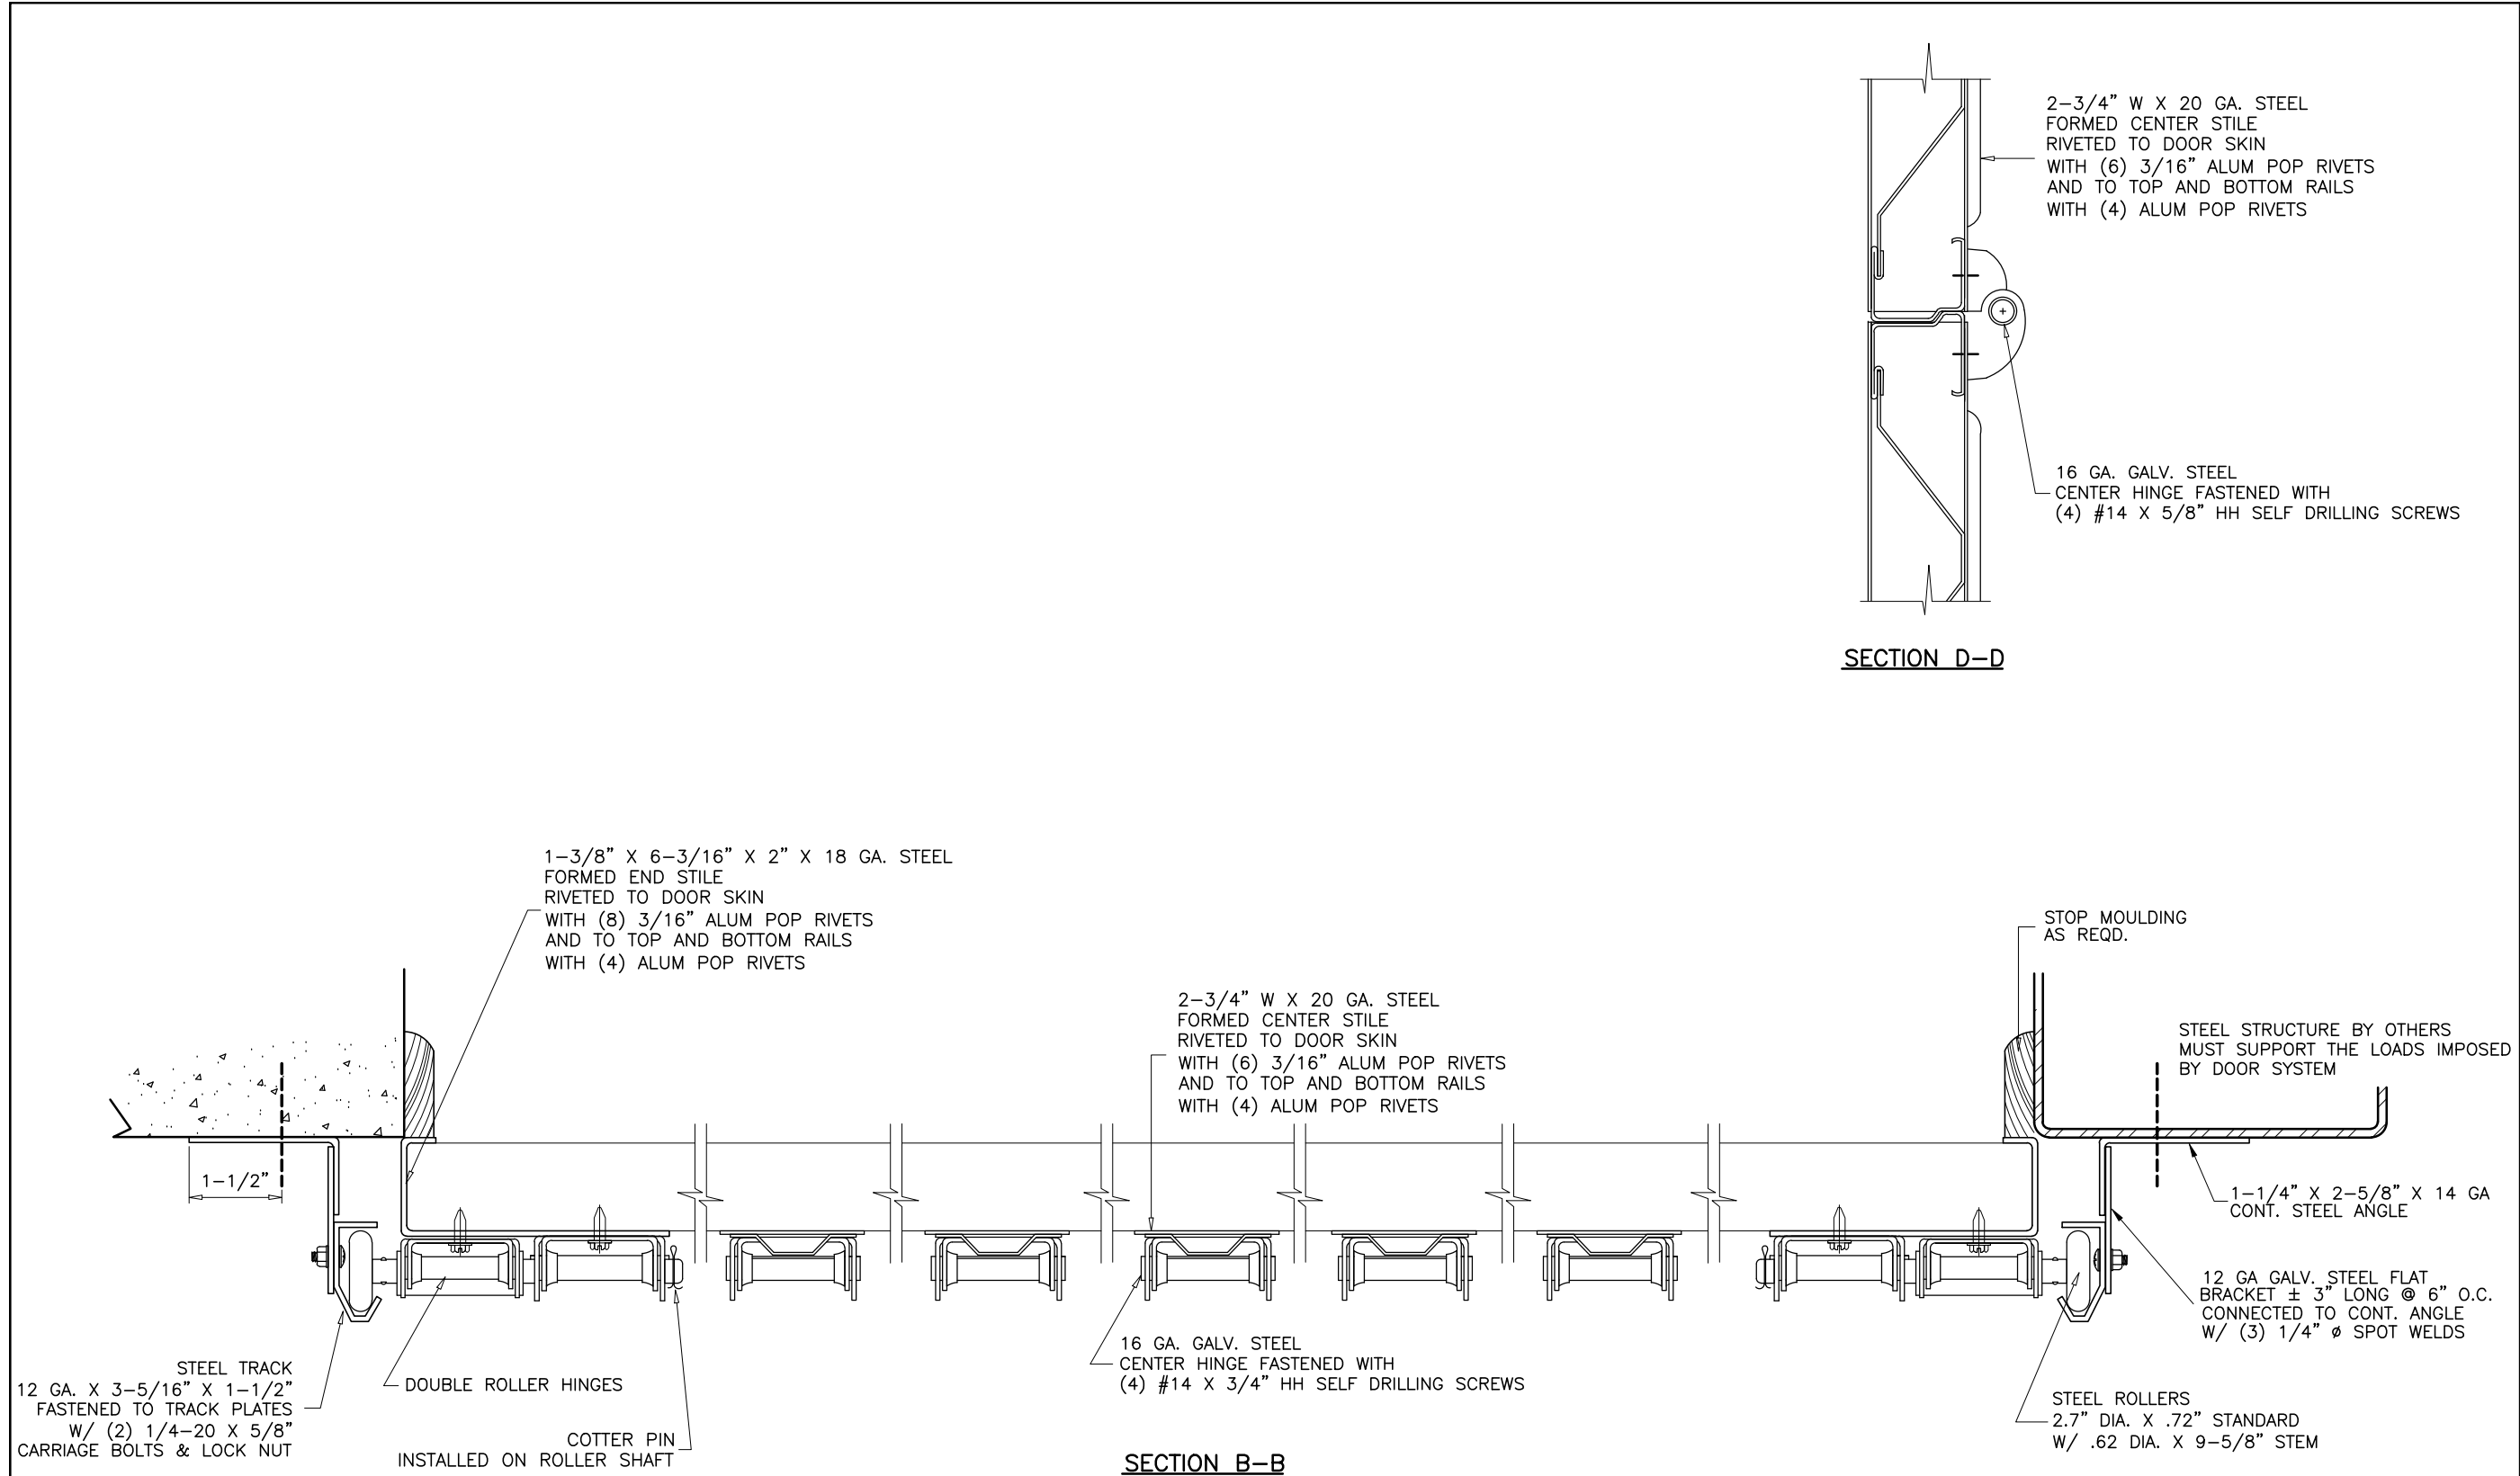 2-3/4" W X 20 GA. STEEL
FORMED CENTER STILE
RIVETED TO DOOR SKIN
WITH (6) 3/16" ALUM POP RIVETS
AND TO TOP AND BOTTOM RAILS
WITH (4) ALUM POP RIVETS
16 GA. GALV. STEEL
CENTER HINGE FASTENED WITH
(4) #14 X 5/8" HH SELF DRILLING SCREWS
SECTION D-D
1-3/8" X 6-3/16" X 2" X 18 GA. STEEL
FORMED END STILE
RIVETED TO DOOR SKIN
WITH (8) 3/16" ALUM POP RIVETS
AND TO TOP AND BOTTOM RAILS
WITH (4) ALUM POP RIVETS
STOP MOULDING
AS REQD.
2-3/4" W X 20 GA. STEEL
FORMED CENTER STILE
RIVETED TO DOOR SKIN
WITH (6) 3/16" ALUM POP RIVETS
AND TO TOP AND BOTTOM RAILS
WITH (4) ALUM POP RIVETS
STEEL STRUCTURE BY OTHERS
MUST SUPPORT THE LOADS IMPOSED
BY DOOR SYSTEM
1-1/2"
1-1/4" X 2-5/8" X 14 GA
CONT. STEEL ANGLE
12 GA GALV. STEEL FLAT
BRACKET ± 3" LONG @ 6" O.C.
CONNECTED TO CONT. ANGLE
W/ (3) 1/4" ø SPOT WELDS
STEEL TRACK
12 GA. X 3-5/16" X 1-1/2"
FASTENED TO TRACK PLATES
W/ (2) 1/4-20 X 5/8"
CARRIAGE BOLTS & LOCK NUT
DOUBLE ROLLER HINGES
COTTER PIN
INSTALLED ON ROLLER SHAFT
16 GA. GALV. STEEL
CENTER HINGE FASTENED WITH
(4) #14 X 3/4" HH SELF DRILLING SCREWS
STEEL ROLLERS
2.7" DIA. X .72" STANDARD
W/ .62 DIA. X 9-5/8" STEM
SECTION B-B